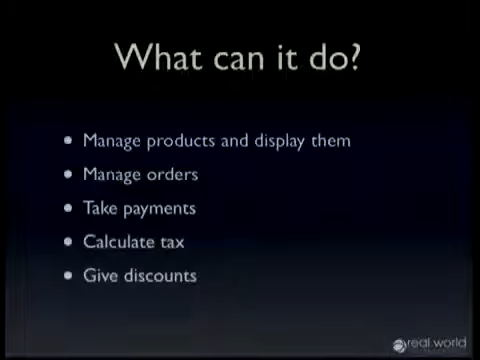 What can it do?
Manage products and display them
Manage orders
Take payments
Calculate tax
Give discounts
real world